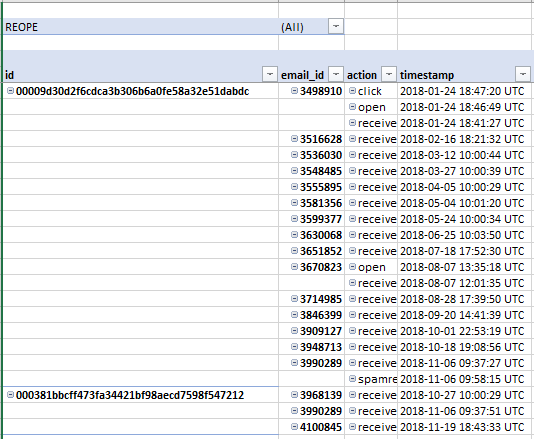 REOPE (All)
id email_id action timestamp
00009d30d2f6cdca3b306b6a0fe58a32e51dabdc 3498910 click 2018-01-24 18:47:20 UTC
open 2018-01-24 18:46:49 UTC
receive 2018-01-24 18:41:27 UTC
3516628 receive 2018-02-16 18:21:32 UTC
3536030 receive 2018-03-12 10:00:44 UTC
3548485 receive 2018-03-27 10:00:39 UTC
3555895 receive 2018-04-05 10:00:29 UTC
3581356 receive 2018-05-04 10:01:20 UTC
3599377 receive 2018-05-24 10:00:34 UTC
3630068 receive 2018-06-25 10:03:50 UTC
3651852 receive 2018-07-18 17:52:30 UTC
3670823 open 2018-08-07 13:35:18 UTC
receive 2018-08-07 12:01:35 UTC
3714985 receive 2018-08-28 17:39:50 UTC
3846399 receive 2018-09-20 14:41:39 UTC
3909127 receive 2018-10-01 22:53:19 UTC
3948713 receive 2018-10-18 19:08:56 UTC
3990289 receive 2018-11-06 09:37:27 UTC
spamre 2018-11-06 09:58:15 UTC
000381bbcff473fa34421bf98aecd7598f547212 3968139 receive 2018-10-27 10:00:29 UTC
3990289 receive 2018-11-06 09:37:51 UTC
4100845 receive 2018-11-19 18:43:33 UTC